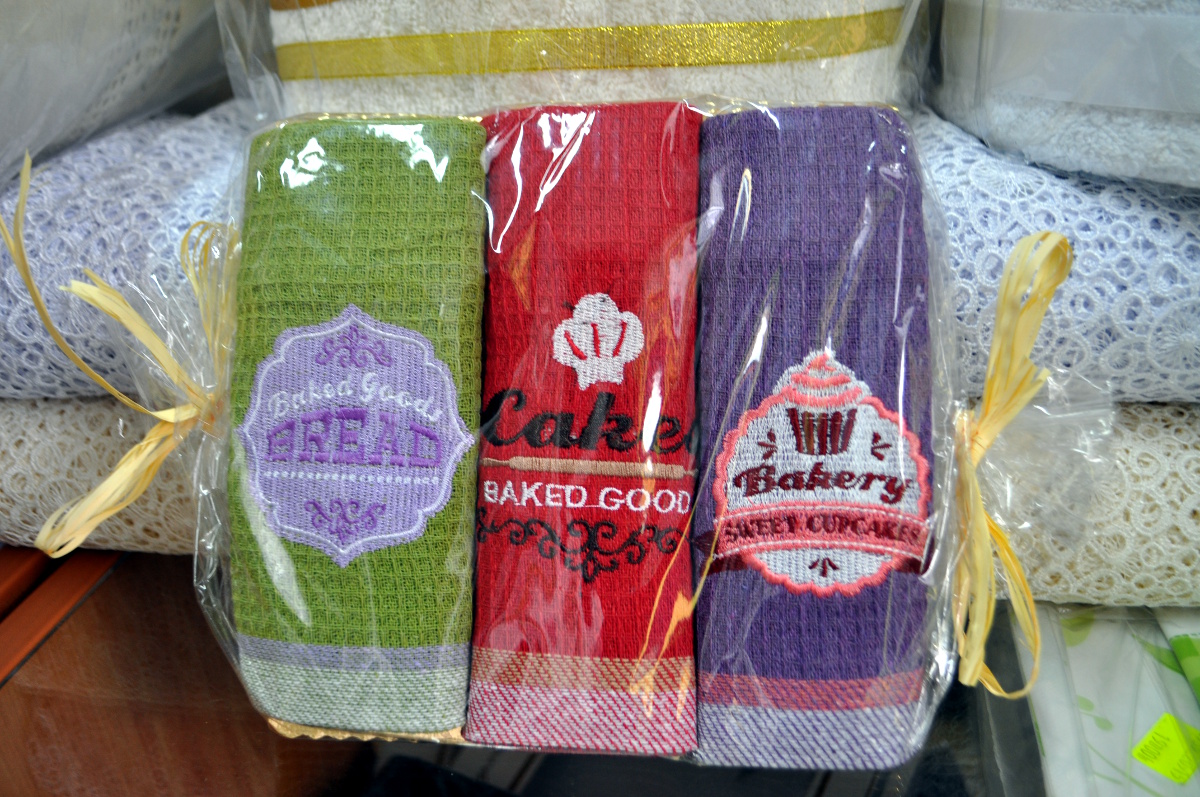 Baked Goods
BREAD
Cake
BAKED GOOD
Bakery
SWEET CUPCAKES